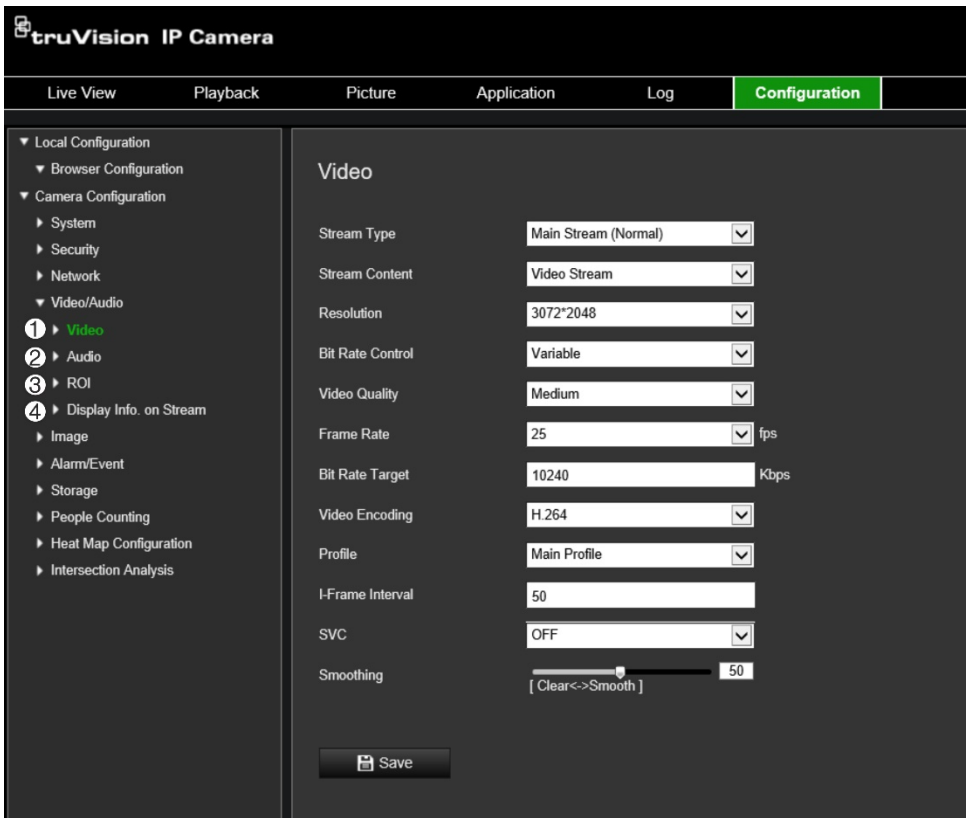 truVision IP Camera
Live View Playback Picture Application Log Configuration
Local Configuration
Browser Configuration
Camera Configuration
System
Security
Network
Video/Audio
1 Video
2 Audio
3 ROI
4 Display Info. on Stream
Image
Alarm/Event
Storage
People Counting
Heat Map Configuration
Intersection Analysis
Video
Stream Type Main Stream (Normal)
Stream Content Video Stream
Resolution 3072*2048
Bit Rate Control Variable
Video Quality Medium
Frame Rate 25 fps
Bit Rate Target 10240 Kbps
Video Encoding H.264
Profile Main Profile
I-Frame Interval 50
SVC OFF
Smoothing 50
[ Clear<->Smooth ]
Save